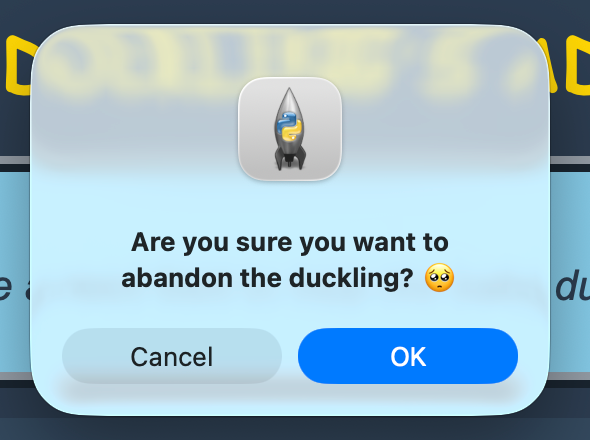 Are you sure you want to
abandon the duckling? 🥺
Cancel
OK